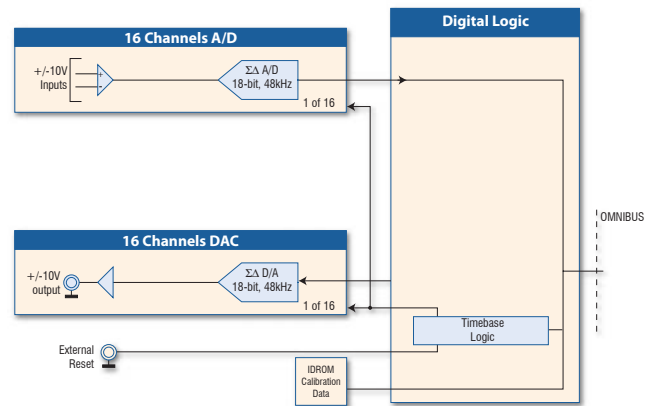 Digital Logic
16 Channels A/D
+/-10V
Inputs
+
-
ΣΔ A/D
18-bit, 48kHz
1 of 16
OMNIBUS
16 Channels DAC
+/-10V
output
ΣΔ D/A
18-bit, 48kHz
1 of 16
Timebase
Logic
External
Reset
IDROM
Calibration
Data